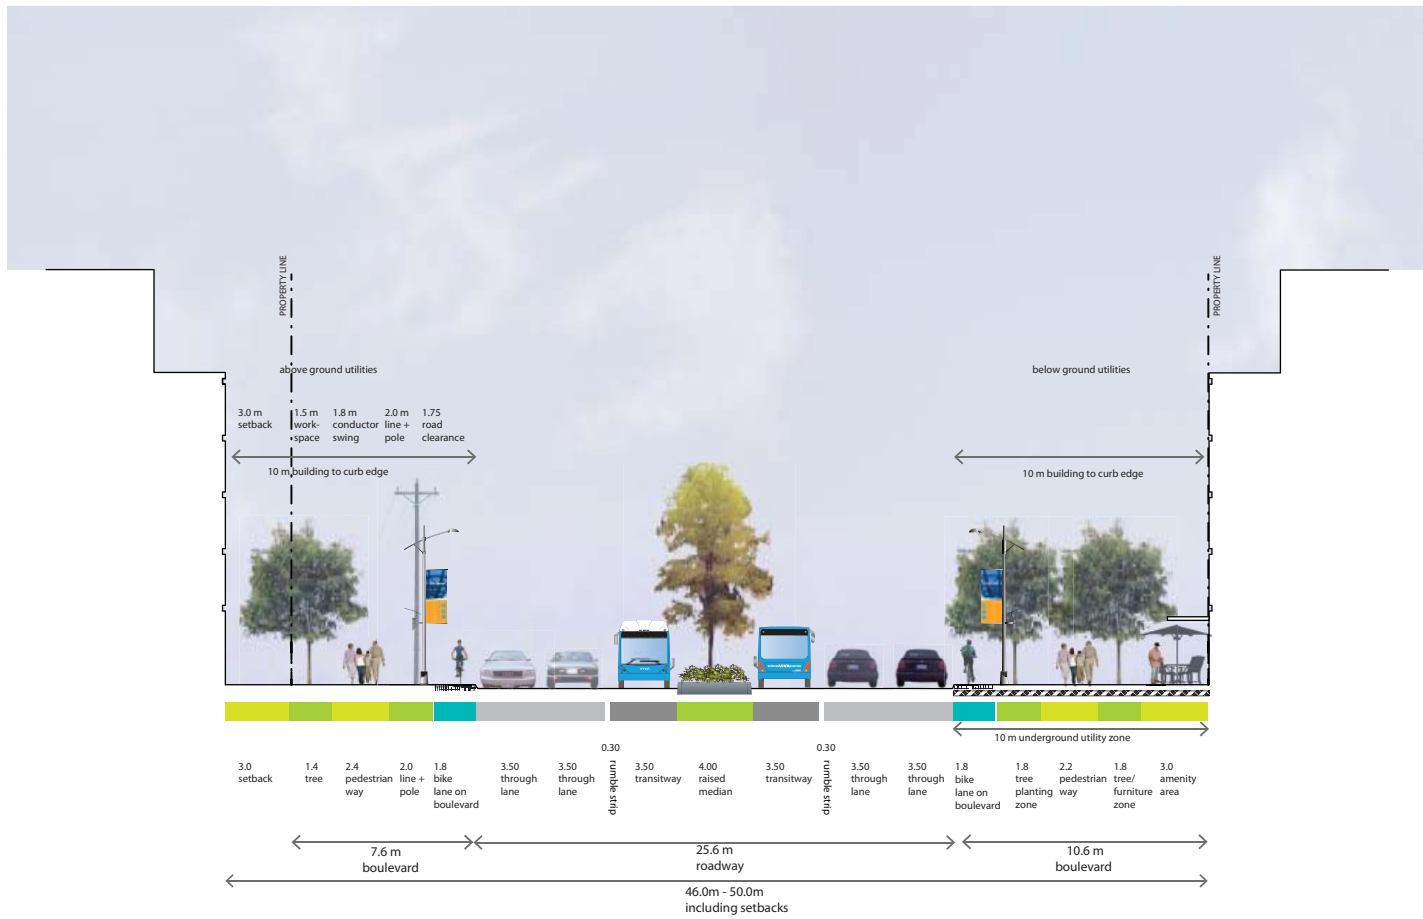 PROPERTY LINE
PROPERTY LINE
above ground utilities
below ground utilities
3.0 m
setback
1.5 m
work-
space
1.8 m
conductor
swing
2.0 m
line +
pole
1.75
road
clearance
10 m building to curb edge
10 m building to curb edge
10 m underground utility zone
3.0
setback
1.4
tree
2.4
pedestrian
way
2.0
line +
pole
1.8
bike
lane on
boulevard
3.50
through
lane
3.50
through
lane
0.30
rumble strip
3.50
transitway
4.00
raised
median
3.50
transitway
0.30
rumble strip
3.50
through
lane
3.50
through
lane
1.8
bike
lane on
boulevard
1.8
tree
planting
zone
2.2
pedestrian
way
1.8
tree/
furniture
zone
3.0
amenity
area
7.6 m
boulevard
25.6 m
roadway
10.6 m
boulevard
46.0m - 50.0m
including setbacks